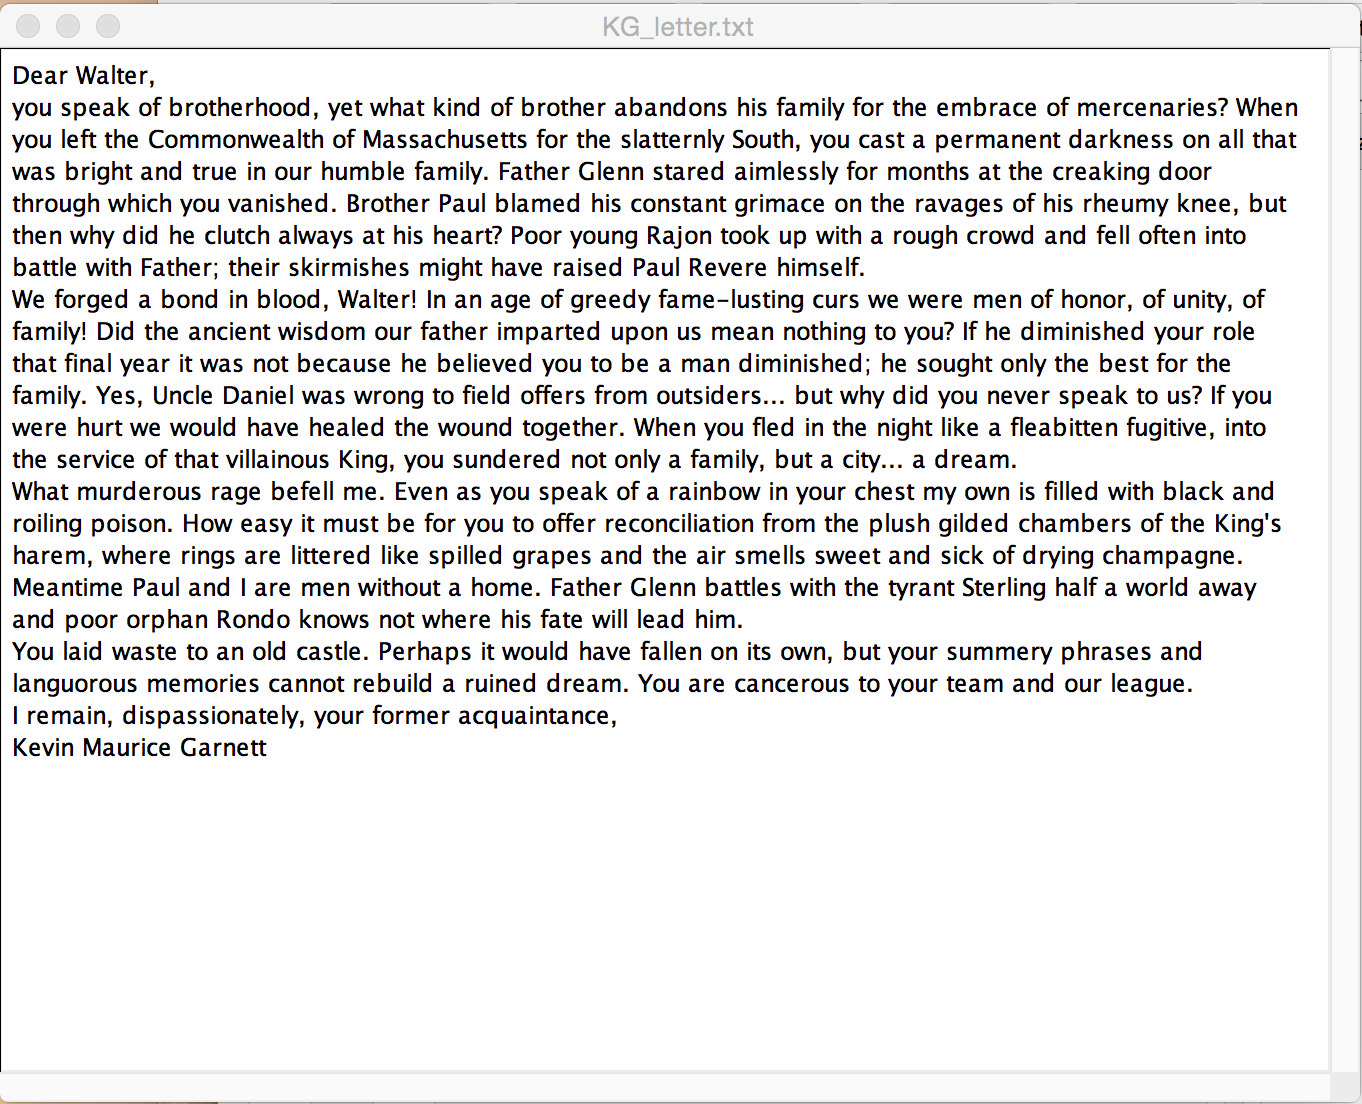 KG_letter.txt
Dear Walter,
you speak of brotherhood, yet what kind of brother abandons his family for the embrace of mercenaries? When
you left the Commonwealth of Massachusetts for the slatternly South, you cast a permanent darkness on all that
was bright and true in our humble family. Father Glenn stared aimlessly for months at the creaking door
through which you vanished. Brother Paul blamed his constant grimace on the ravages of his rheumy knee, but
then why did he clutch always at his heart? Poor young Rajon took up with a rough crowd and fell often into
battle with Father; their skirmishes might have raised Paul Revere himself.
We forged a bond in blood, Walter! In an age of greedy fame-lusting curs we were men of honor, of unity, of
family! Did the ancient wisdom our father imparted upon us mean nothing to you? If he diminished your role
that final year it was not because he believed you to be a man diminished; he sought only the best for the
family. Yes, Uncle Daniel was wrong to field offers from outsiders... but why did you never speak to us? If you
were hurt we would have healed the wound together. When you fled in the night like a fleabitten fugitive, into
the service of that villainous King, you sundered not only a family, but a city... a dream.
What murderous rage befell me. Even as you speak of a rainbow in your chest my own is filled with black and
roiling poison. How easy it must be for you to offer reconciliation from the plush gilded chambers of the King's
harem, where rings are littered like spilled grapes and the air smells sweet and sick of drying champagne.
Meantime Paul and I are men without a home. Father Glenn battles with the tyrant Sterling half a world away
and poor orphan Rondo knows not where his fate will lead him.
You laid waste to an old castle. Perhaps it would have fallen on its own, but your summery phrases and
languorous memories cannot rebuild a ruined dream. You are cancerous to your team and our league.
I remain, dispassionately, your former acquaintance,
Kevin Maurice Garnett